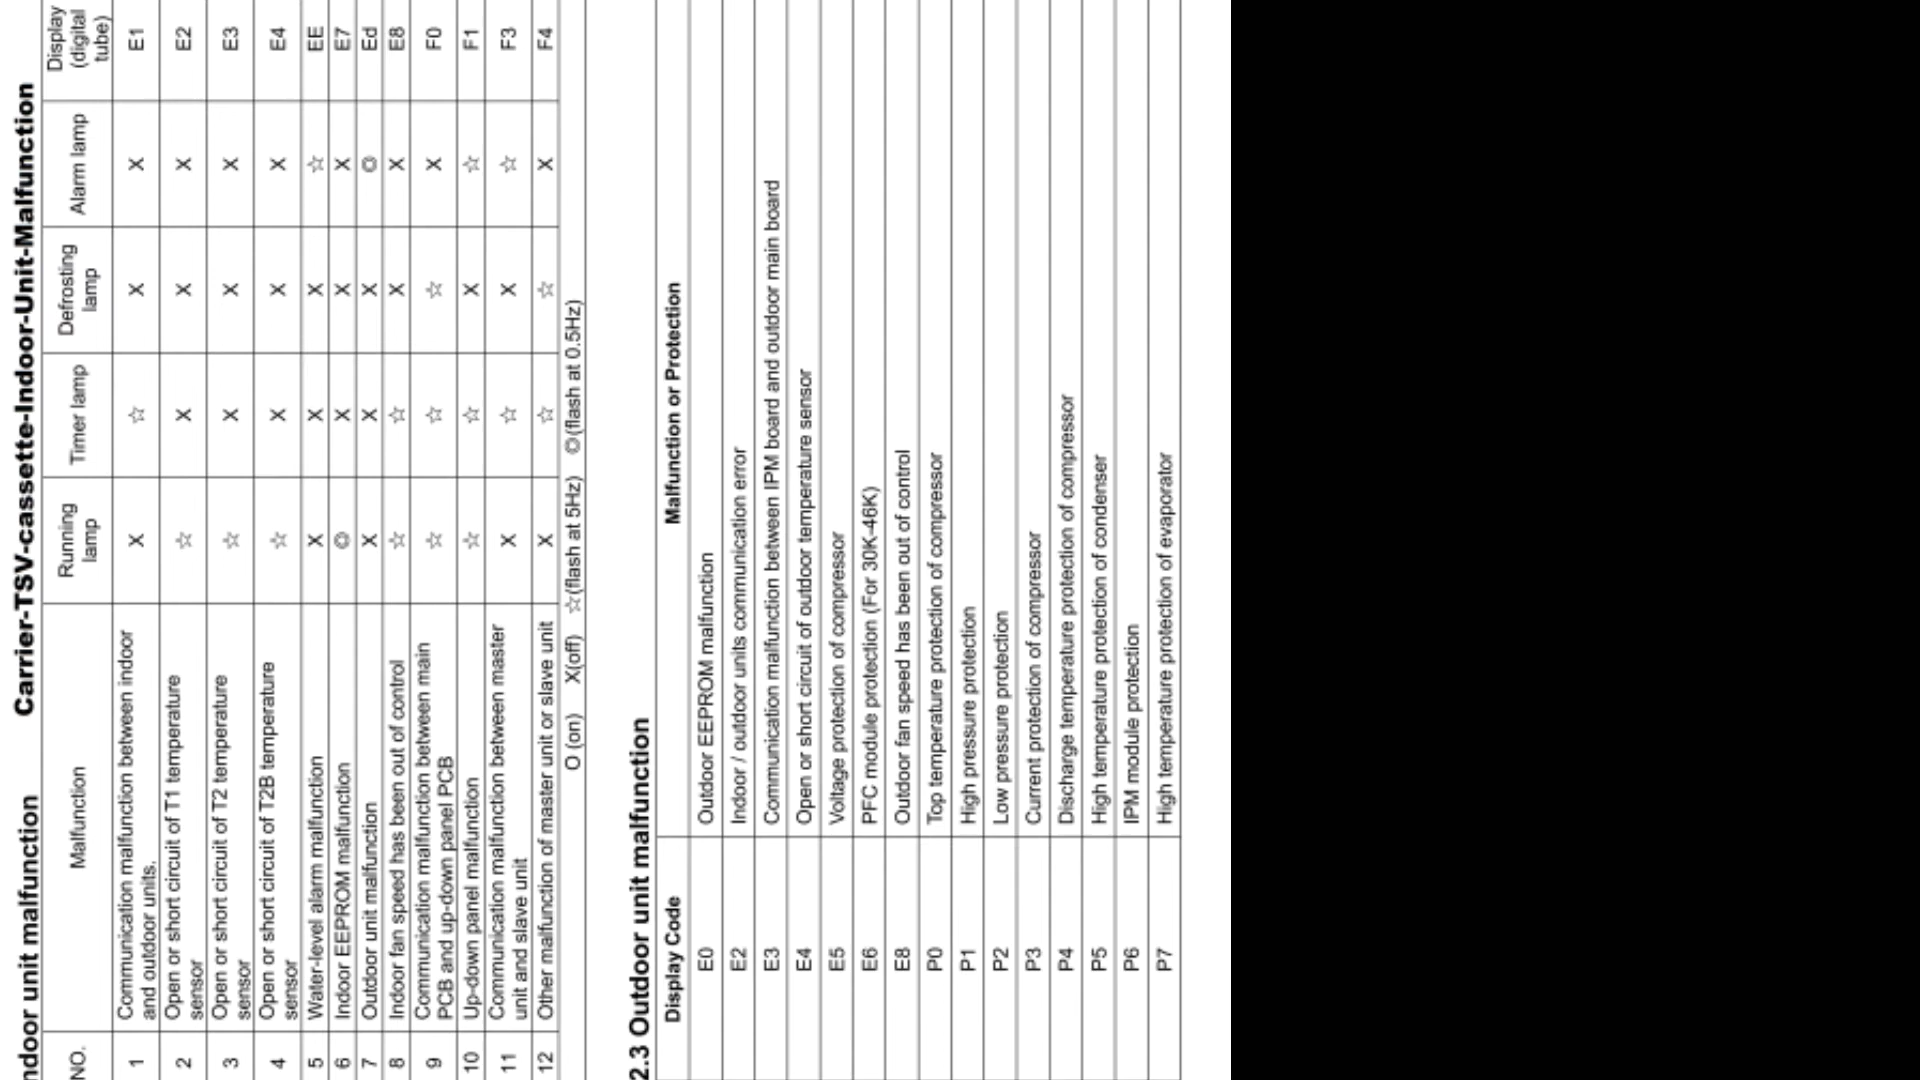 ndoor unit malfunction Carrier-TSV-cassette-Indoor-Unit-Malfunction
NO. Malfunction Running lamp Timer lamp Defrosting lamp Alarm lamp Display (digital tube)
1 Communication malfunction between indoor and outdoor units. X ☆ X X E1
2 Open or short circuit of T1 temperature sensor ☆ X X X E2
3 Open or short circuit of T2 temperature sensor ☆ X X X E3
4 Open or short circuit of T2B temperature sensor ☆ X X X E4
5 Water-level alarm malfunction X X X ☆ EE
6 Indoor EEPROM malfunction ◎ X X X E7
7 Outdoor unit malfunction X X X ◎ Ed
8 Indoor fan speed has been out of control ☆ ☆ X X E8
9 Communication malfunction between main PCB and up-down panel PCB ☆ ☆ ☆ X F0
10 Up-down panel malfunction ☆ ☆ X ☆ F1
11 Communication malfunction between master unit and slave unit X ☆ X ☆ F3
12 Other malfunction of master unit or slave unit X ☆ ☆ X F4
O (on) X(off) ☆(flash at 5Hz) ◎(flash at 0.5Hz)
2.3 Outdoor unit malfunction
Display Code Malfunction or Protection
E0 Outdoor EEPROM malfunction
E2 Indoor / outdoor units communication error
E3 Communication malfunction between IPM board and outdoor main board
E4 Open or short circuit of outdoor temperature sensor
E5 Voltage protection of compressor
E6 PFC module protection (For 30K-46K)
E8 Outdoor fan speed has been out of control
P0 Top temperature protection of compressor
P1 High pressure protection
P2 Low pressure protection
P3 Current protection of compressor
P4 Discharge temperature protection of compressor
P5 High temperature protection of condenser
P6 IPM module protection
P7 High temperature protection of evaporator